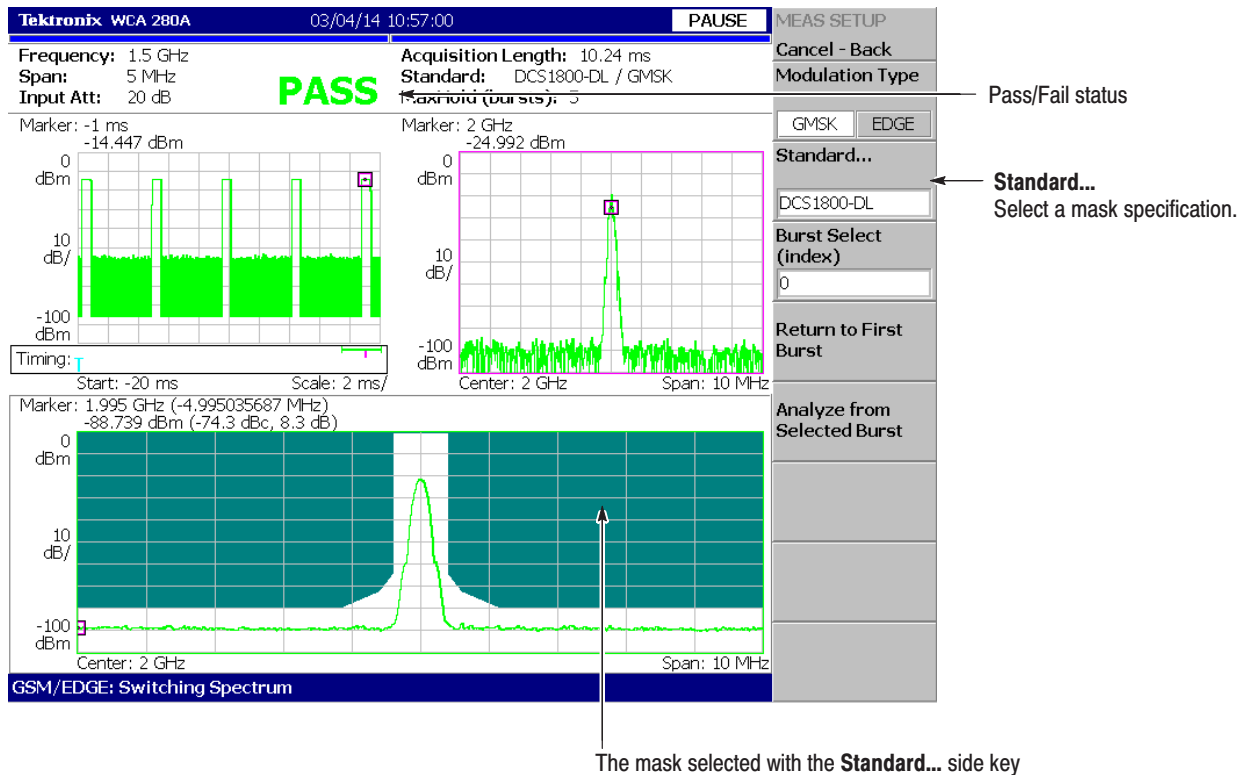 Tektronix WCA 280A 03/04/14 10:57:00 PAUSE
Frequency: 1.5 GHz
Span: 5 MHz
Input Att: 20 dB
PASS
Acquisition Length: 10.24 ms
Standard: DCS1800-DL / GMSK
MaxHold (bursts): 5
Marker: -1 ms
-14.447 dBm
0
dBm
10
dB/
-100
dBm
Timing: T
Start: -20 ms Scale: 2 ms/
Marker: 2 GHz
-24.992 dBm
0
dBm
10
dB/
-100
dBm
Center: 2 GHz Span: 10 MHz
Marker: 1.995 GHz (-4.995035687 MHz)
-88.739 dBm (-74.3 dBc, 8.3 dB)
0
dBm
10
dB/
-100
dBm
Center: 2 GHz Span: 10 MHz
GSM/EDGE: Switching Spectrum
MEAS SETUP
Cancel - Back
Modulation Type
GMSK EDGE
Standard...
DCS1800-DL
Burst Select
(index)
0
Return to First
Burst
Analyze from
Selected Burst
Pass/Fail status
Standard...
Select a mask specification.
The mask selected with the Standard... side key